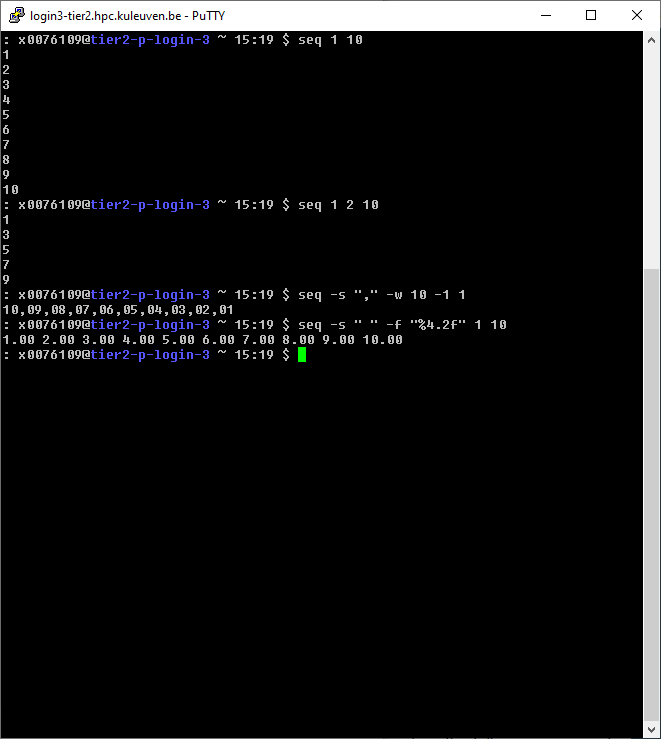 login3-tier2.hpc.kuleuven.be - PuTTY
: x0076109@tier2-p-login-3 ~ 15:19 $ seq 1 10
1
2
3
4
5
6
7
8
9
10
: x0076109@tier2-p-login-3 ~ 15:19 $ seq 1 2 10
1
3
5
7
9
: x0076109@tier2-p-login-3 ~ 15:19 $ seq -s "," -w 10 -1 1
10,09,08,07,06,05,04,03,02,01
: x0076109@tier2-p-login-3 ~ 15:19 $ seq -s " " -f "%4.2f" 1 10
1.00 2.00 3.00 4.00 5.00 6.00 7.00 8.00 9.00 10.00
: x0076109@tier2-p-login-3 ~ 15:19 $